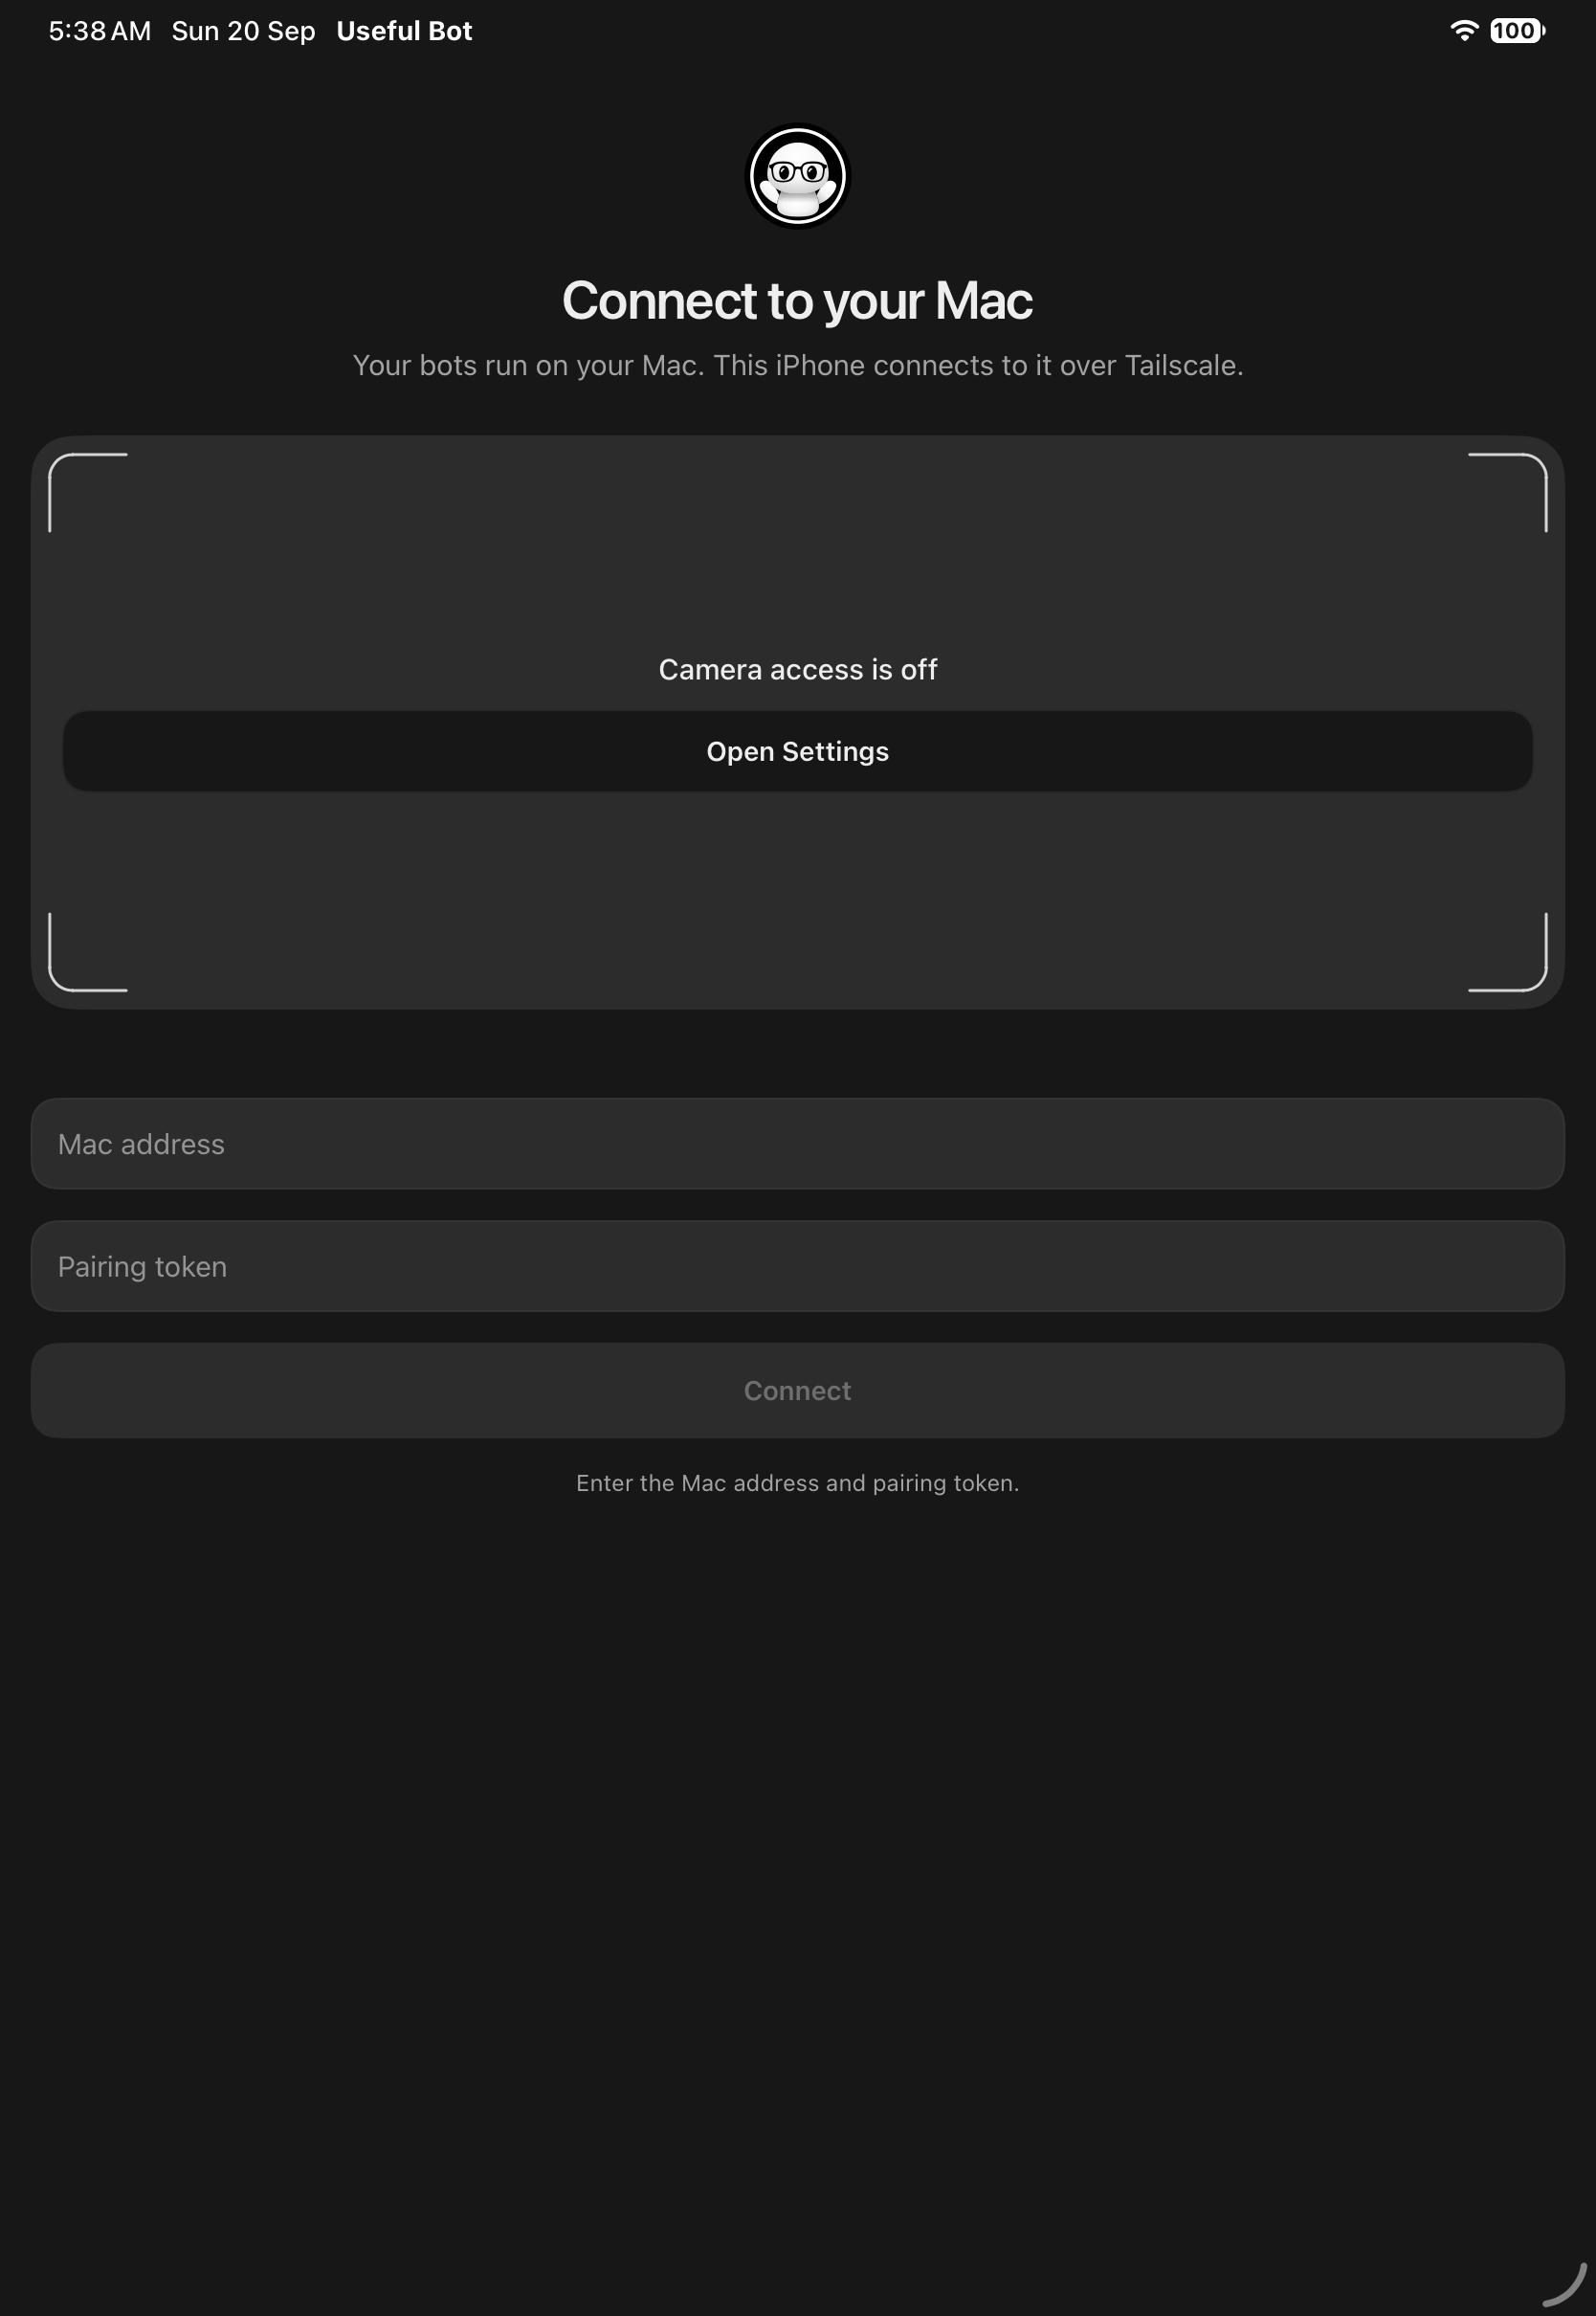 5:38 AM Sun 20 Sep Useful Bot 100
Connect to your Mac
Your bots run on your Mac. This iPhone connects to it over Tailscale.
Camera access is off
Open Settings
Mac address
Pairing token
Connect
Enter the Mac address and pairing token.